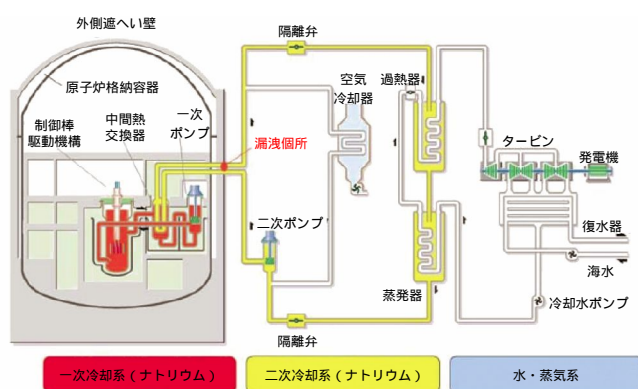 外側遮へい壁
原子炉格納容器
制御棒
駆動機構
中間熱
交換器
一次
ポンプ
漏洩個所
隔離弁
空気
冷却器
過熱器
タービン
発電機
二次ポンプ
蒸発器
復水器
海水
冷却水ポンプ
隔離弁
一次冷却系(ナトリウム)
二次冷却系(ナトリウム)
水・蒸気系